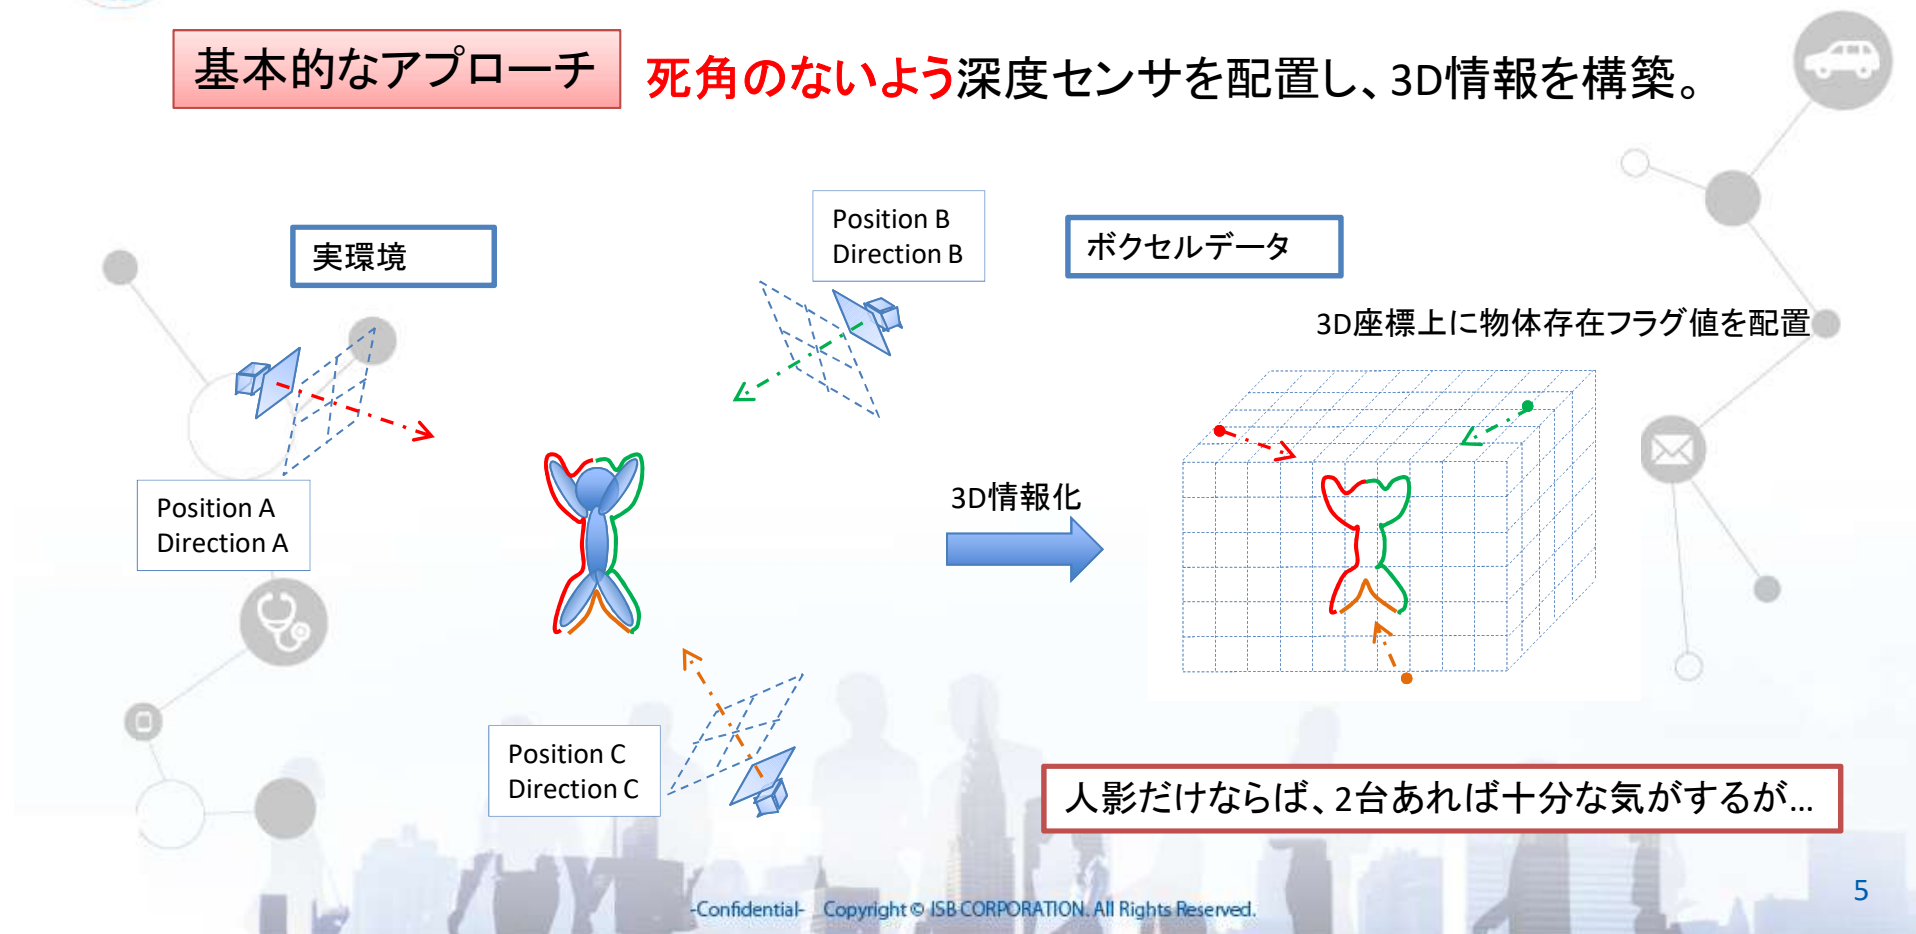 基本的なアプローチ
死角のないよう深度センサを配置し、3D情報を構築。
実環境
Position B
Direction B
ボクセルデータ
3D座標上に物体存在フラグ値を配置
Position A
Direction A
3D情報化
Position C
Direction C
人影だけならば、2台あれば十分な気がするが…
5
-Confidential- Copyright © ISB CORPORATION. All Rights Reserved.